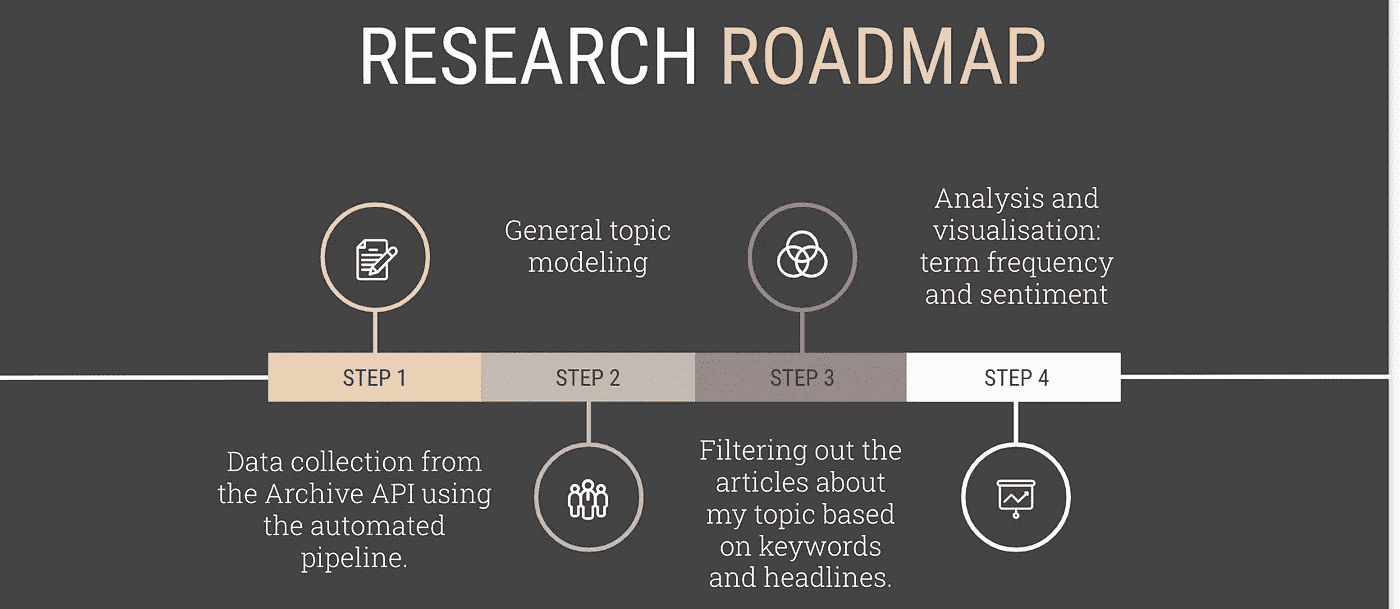 RESEARCH ROADMAP
STEP 1
Data collection from
the Archive API using
the automated
pipeline.
STEP 2
General topic
modeling
STEP 3
Filtering out the
articles about
my topic based
on keywords
and headlines.
STEP 4
Analysis and
visualisation:
term frequency
and sentiment